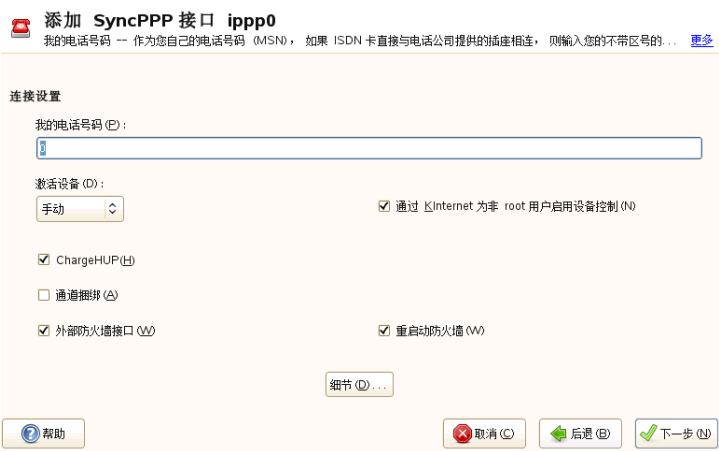 添加 SyncPPP 接口 ippp0
我的电话号码 -- 作为您自己的电话号码 (MSN), 如果 ISDN 卡直接与电话公司提供的插座相连, 则输入您的不带区号的... 更多
连接设置
我的电话号码(P):
0
激活设备(D):
手动
通过 KInternet 为非 root 用户启用设备控制(N)
ChargeHUP(H)
通道捆绑(A)
外部防火墙接口(W)
重启动防火墙(W)
细节(D)...
帮助
取消(C)
后退(B)
下一步(N)